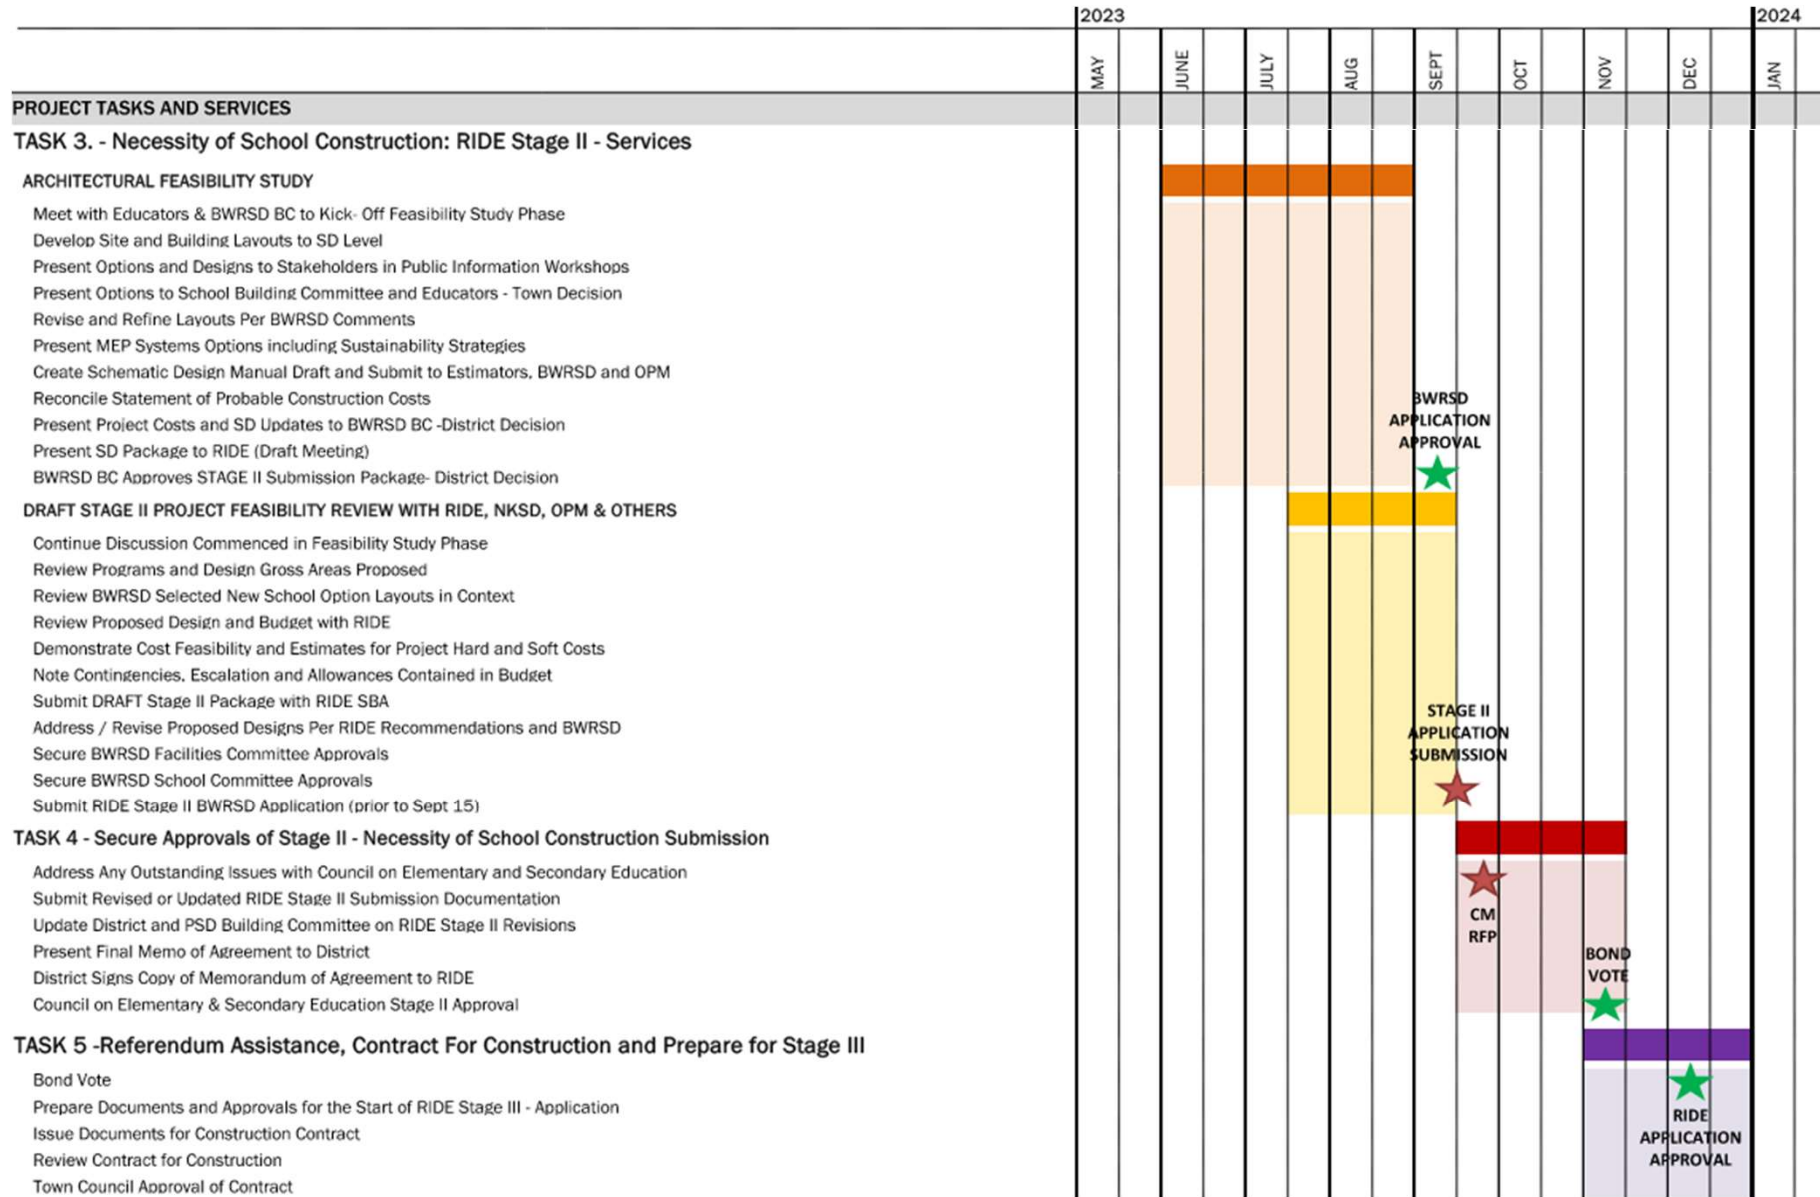 2023
2024
MAY
JUNE
JULY
AUG
SEPT
OCT
NOV
DEC
JAN
PROJECT TASKS AND SERVICES
TASK 3. - Necessity of School Construction: RIDE Stage II - Services
ARCHITECTURAL FEASIBILITY STUDY
Meet with Educators & BWRSD BC to Kick- Off Feasibility Study Phase
Develop Site and Building Layouts to SD Level
Present Options and Designs to Stakeholders in Public Information Workshops
Present Options to School Building Committee and Educators - Town Decision
Revise and Refine Layouts Per BWRSD Comments
Present MEP Systems Options including Sustainability Strategies
Create Schematic Design Manual Draft and Submit to Estimators, BWRSD and OPM
Reconcile Statement of Probable Construction Costs
Present Project Costs and SD Updates to BWRSD BC -District Decision
Present SD Package to RIDE (Draft Meeting)
BWRSD BC Approves STAGE II Submission Package- District Decision
BWRSD
APPLICATION
APPROVAL
DRAFT STAGE II PROJECT FEASIBILITY REVIEW WITH RIDE, NKSD, OPM & OTHERS
Continue Discussion Commenced in Feasibility Study Phase
Review Programs and Design Gross Areas Proposed
Review BWRSD Selected New School Option Layouts in Context
Review Proposed Design and Budget with RIDE
Demonstrate Cost Feasibility and Estimates for Project Hard and Soft Costs
Note Contingencies, Escalation and Allowances Contained in Budget
Submit DRAFT Stage II Package with RIDE SBA
Address / Revise Proposed Designs Per RIDE Recommendations and BWRSD
Secure BWRSD Facilities Committee Approvals
Secure BWRSD School Committee Approvals
Submit RIDE Stage II BWRSD Application (prior to Sept 15)
STAGE II
APPLICATION
SUBMISSION
TASK 4 - Secure Approvals of Stage II - Necessity of School Construction Submission
Address Any Outstanding Issues with Council on Elementary and Secondary Education
Submit Revised or Updated RIDE Stage II Submission Documentation
Update District and PSD Building Committee on RIDE Stage II Revisions
Present Final Memo of Agreement to District
District Signs Copy of Memorandum of Agreement to RIDE
Council on Elementary & Secondary Education Stage II Approval
CM
RFP
BOND
VOTE
TASK 5 -Referendum Assistance, Contract For Construction and Prepare for Stage III
Bond Vote
Prepare Documents and Approvals for the Start of RIDE Stage III - Application
Issue Documents for Construction Contract
Review Contract for Construction
Town Council Approval of Contract
RIDE
APPLICATION
APPROVAL